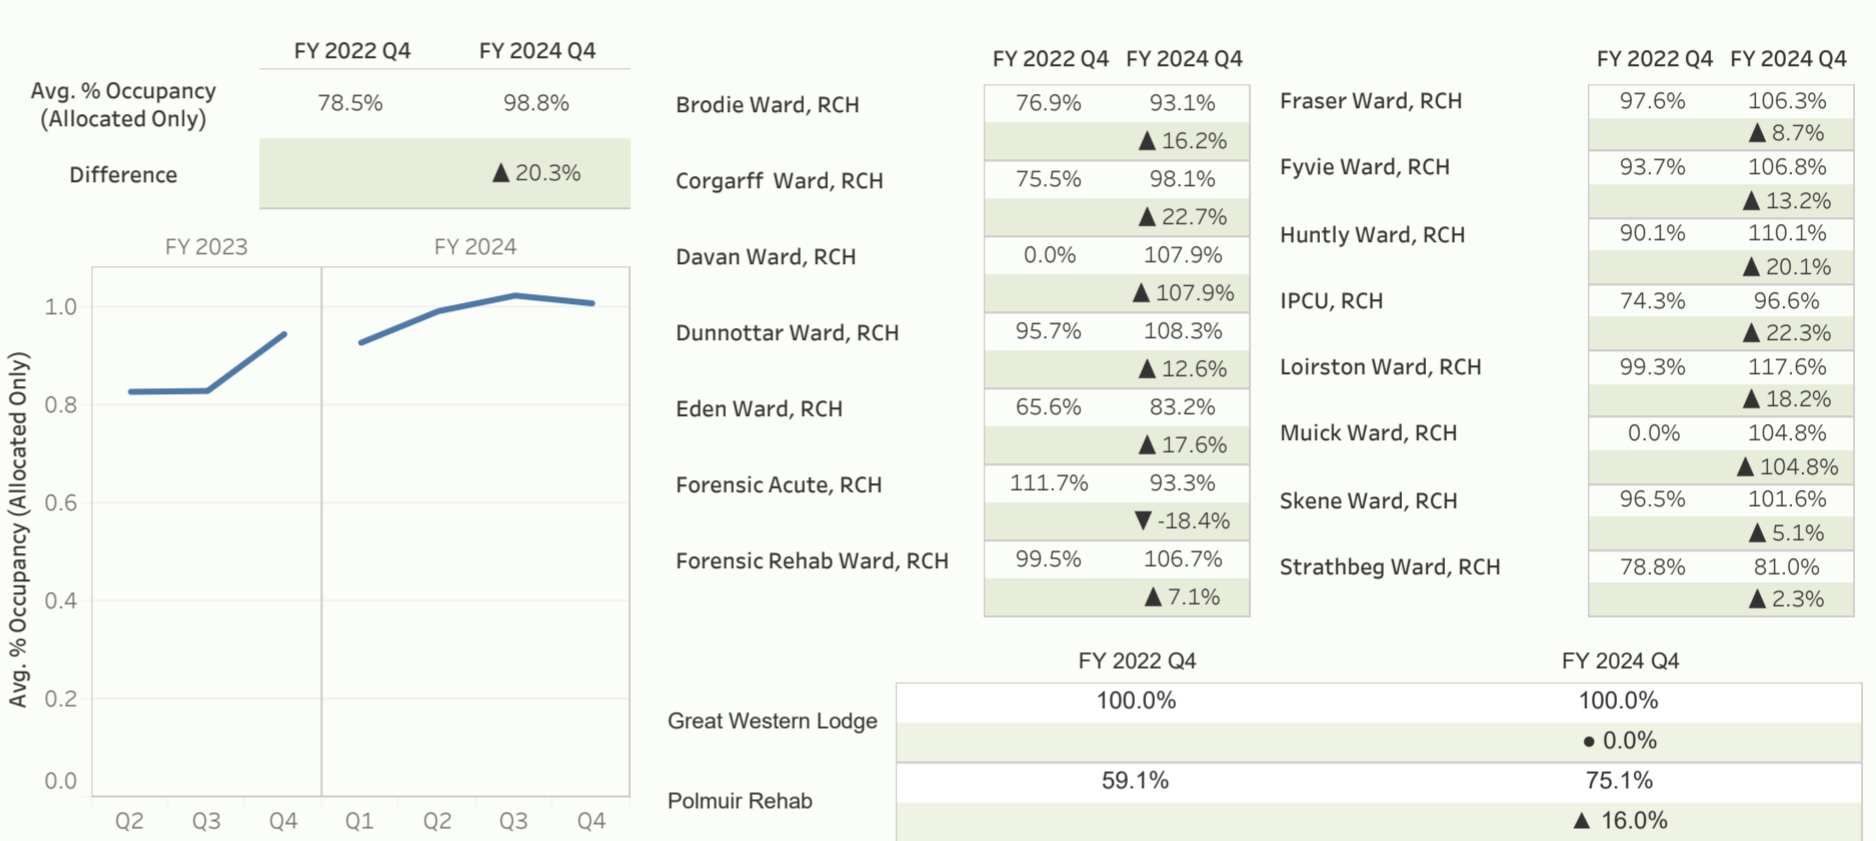 FY 2022 Q4 FY 2024 Q4
Avg. % Occupancy
(Allocated Only)
78.5% 98.8%
Difference ▲ 20.3%
FY 2023 FY 2024
Avg. % Occupancy (Allocated Only)
1.0
0.8
0.6
0.4
0.2
0.0
Q2 Q3 Q4 Q1 Q2 Q3 Q4
FY 2022 Q4 FY 2024 Q4
Brodie Ward, RCH 76.9% 93.1%
▲ 16.2%
Corgarff Ward, RCH 75.5% 98.1%
▲ 22.7%
Davan Ward, RCH 0.0% 107.9%
▲ 107.9%
Dunnottar Ward, RCH 95.7% 108.3%
▲ 12.6%
Eden Ward, RCH 65.6% 83.2%
▲ 17.6%
Forensic Acute, RCH 111.7% 93.3%
▼ -18.4%
Forensic Rehab Ward, RCH 99.5% 106.7%
▲ 7.1%
FY 2022 Q4 FY 2024 Q4
Fraser Ward, RCH 97.6% 106.3%
▲ 8.7%
Fyvie Ward, RCH 93.7% 106.8%
▲ 13.2%
Huntly Ward, RCH 90.1% 110.1%
▲ 20.1%
IPCU, RCH 74.3% 96.6%
▲ 22.3%
Loirston Ward, RCH 99.3% 117.6%
▲ 18.2%
Muick Ward, RCH 0.0% 104.8%
▲ 104.8%
Skene Ward, RCH 96.5% 101.6%
▲ 5.1%
Strathbeg Ward, RCH 78.8% 81.0%
▲ 2.3%
FY 2022 Q4 FY 2024 Q4
Great Western Lodge 100.0% 100.0%
● 0.0%
Polmuir Rehab 59.1% 75.1%
▲ 16.0%